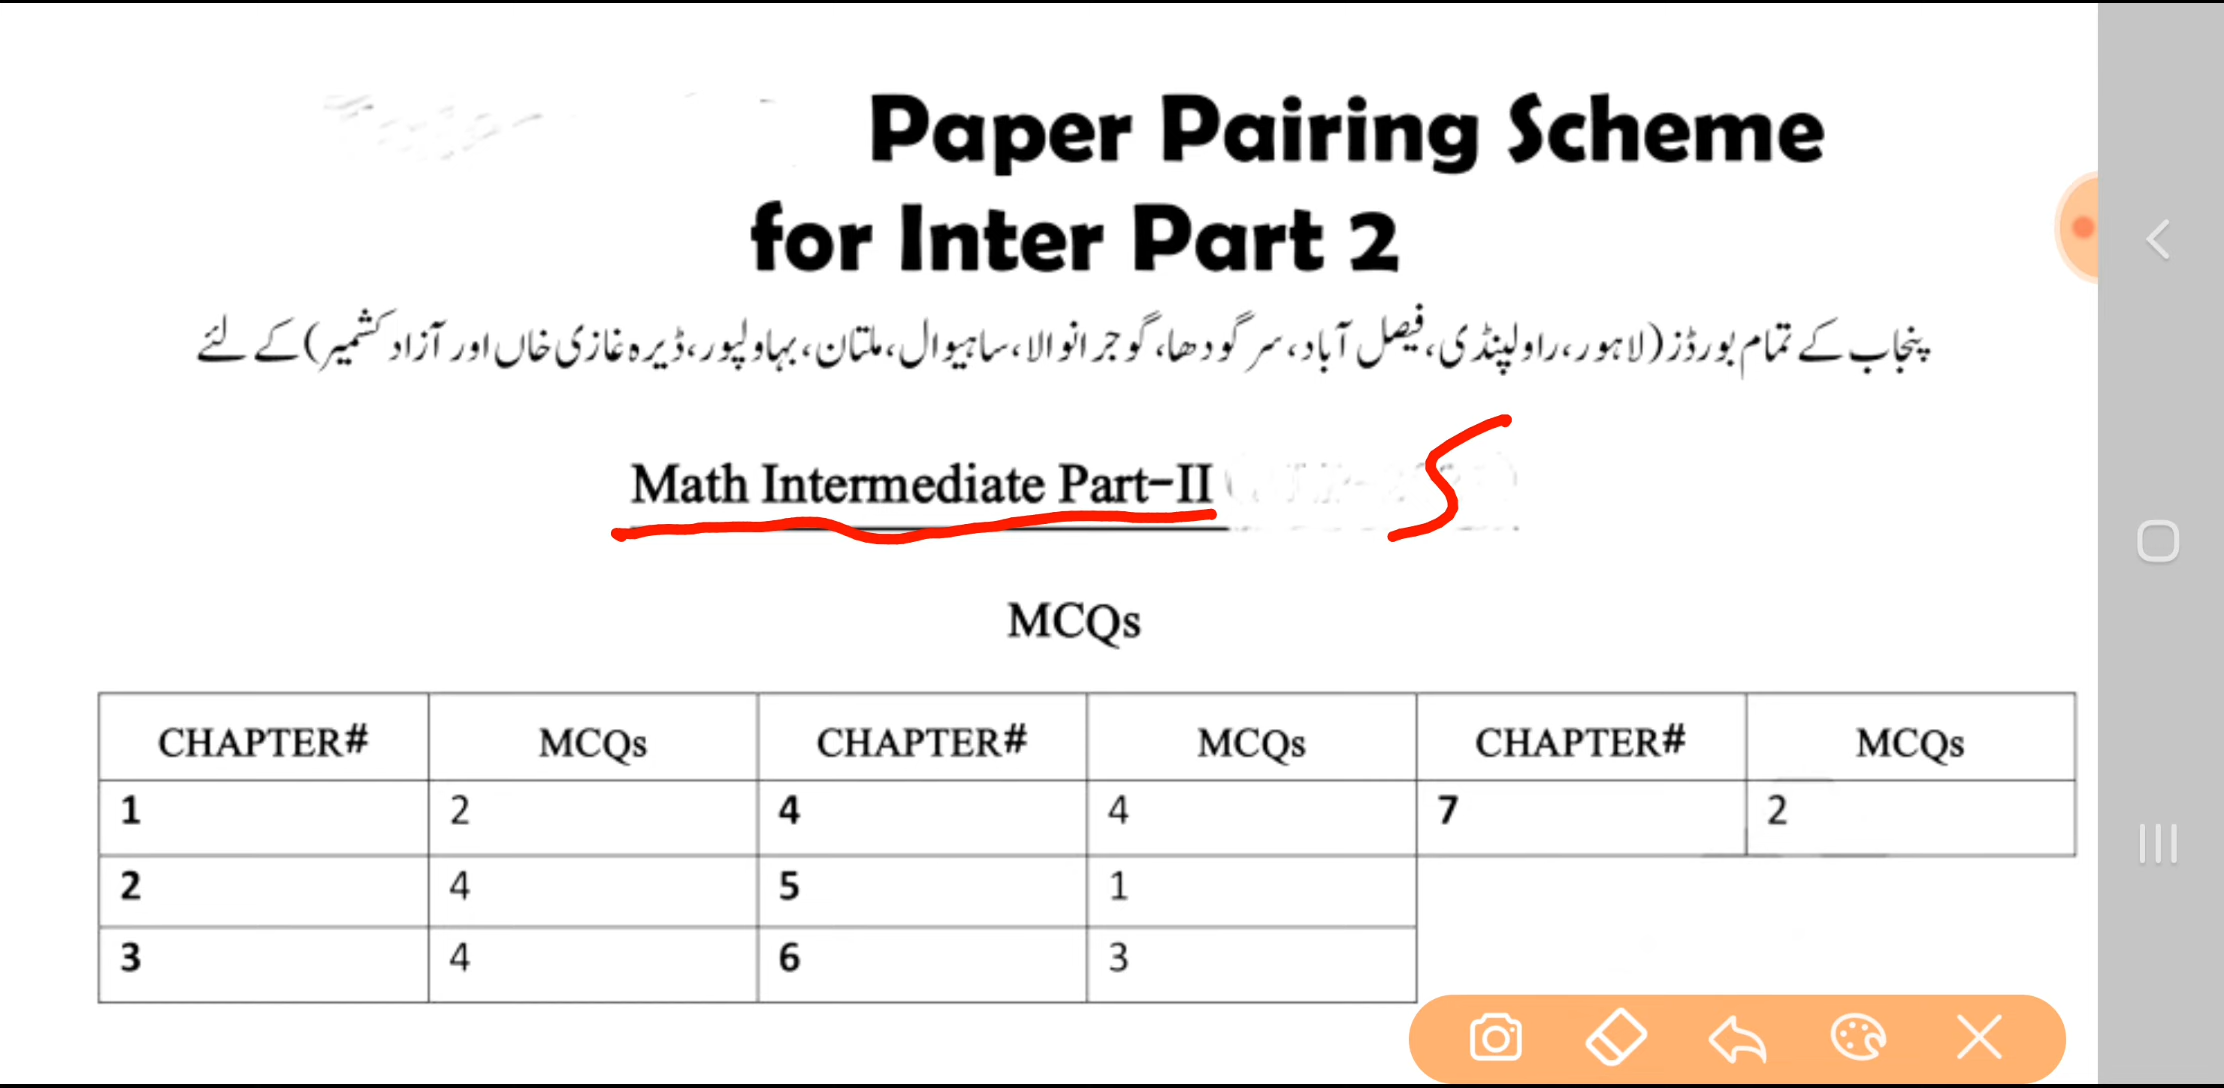 Paper Pairing Scheme
for Inter Part 2
پنجاب کے تمام بورڈز (لاہور، راولپنڈی، فیصل آباد، سرگودھا، گوجرانوالا، ساہیوال، ملتان، بہاولپور، ڈیرہ غازی خاں اور آزاد کشمیر) کے لئے
Math Intermediate Part-II
MCQs
CHAPTER# MCQs CHAPTER# MCQs CHAPTER# MCQs
1 2 4 4 7 2
2 4 5 1
3 4 6 3